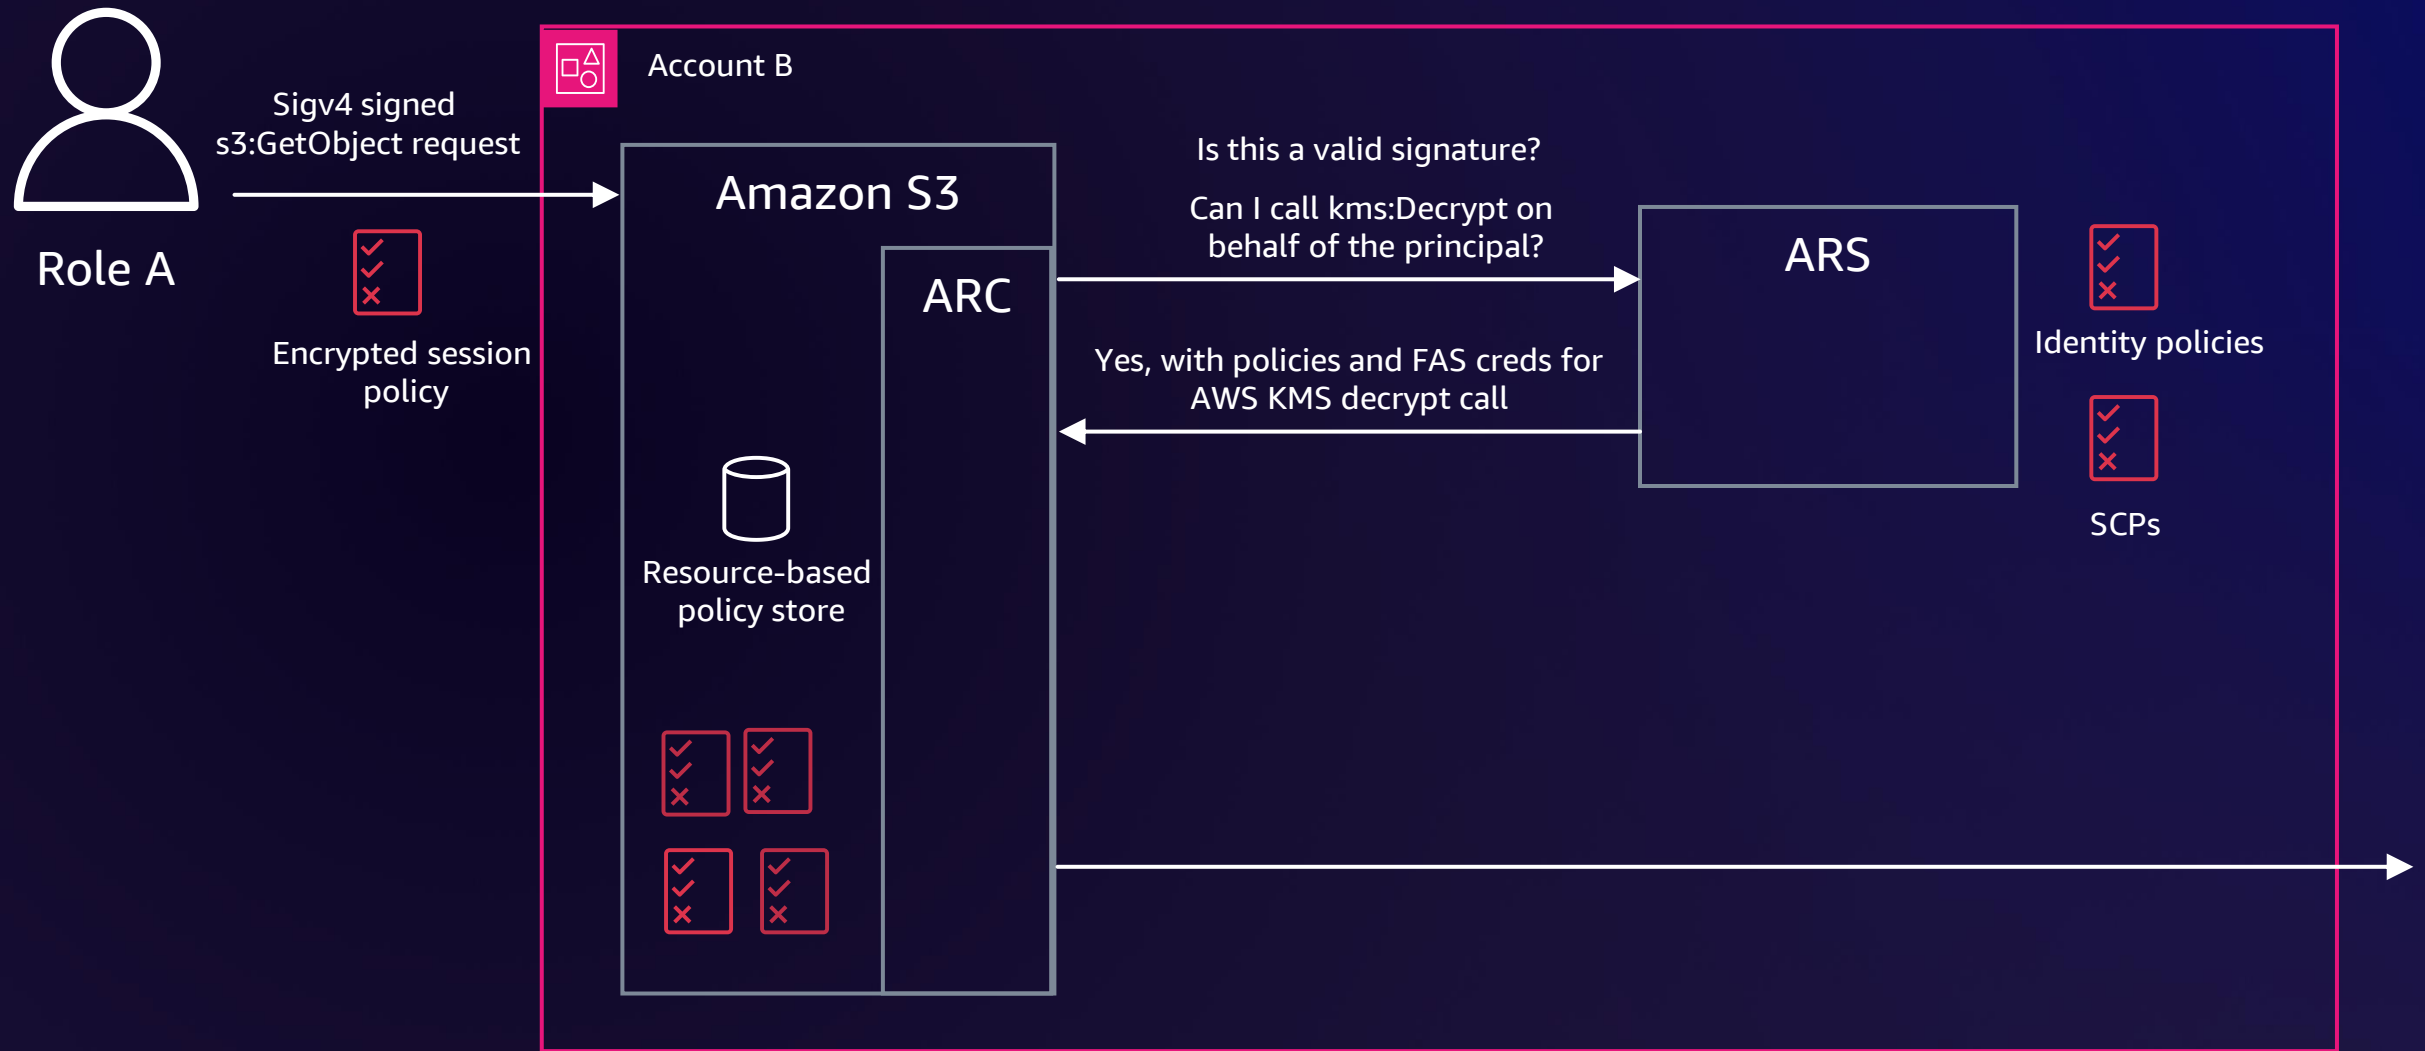 Account B
Sigv4 signed
s3:GetObject request
Role A
Encrypted session
policy
Amazon S3
ARC
Resource-based
policy store
Is this a valid signature?
Can I call kms:Decrypt on
behalf of the principal?
Yes, with policies and FAS creds for
AWS KMS decrypt call
ARS
Identity policies
SCPs